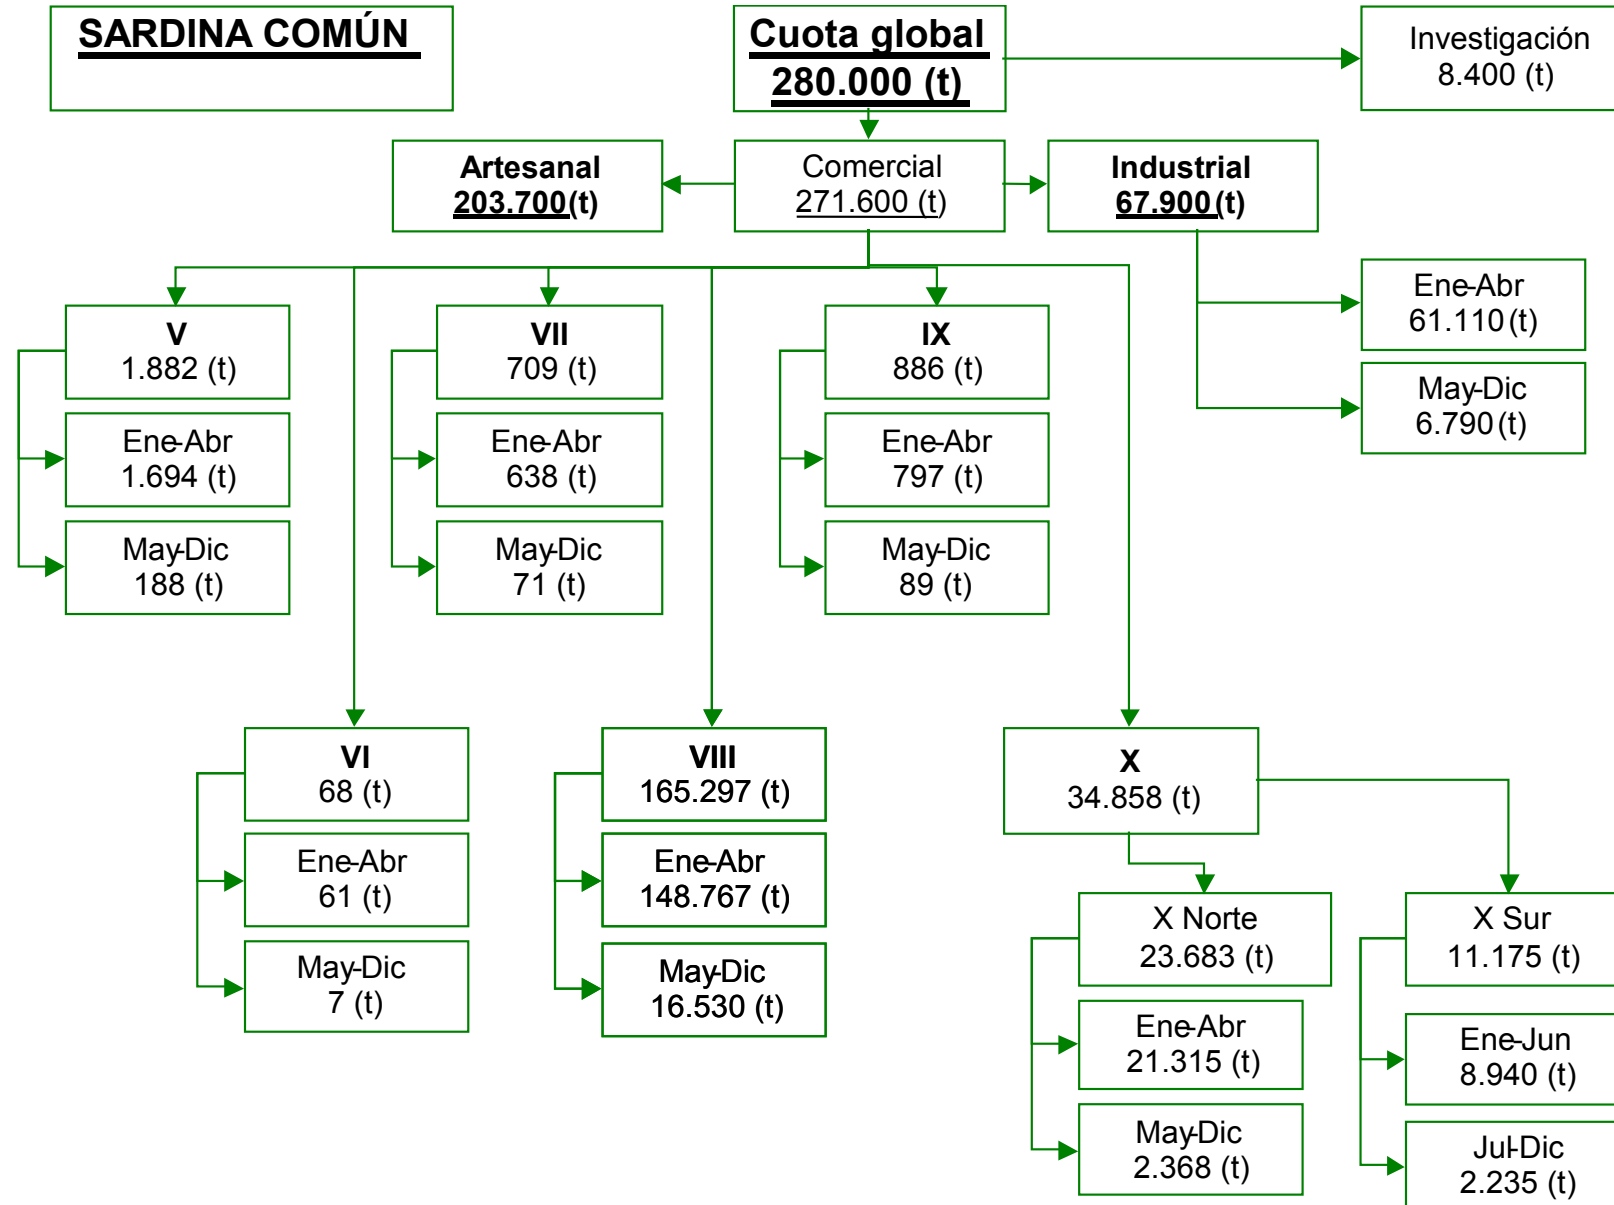 SARDINA COMÚN
Cuota global
280.000 (t)
Investigación
8.400 (t)
Artesanal
203.700(t)
Comercial
271.600 (t)
Industrial
67.900(t)
Ene-Abr
61.110(t)
May-Dic
6.790(t)
V
1.882 (t)
Ene-Abr
1.694 (t)
May-Dic
188 (t)
VII
709 (t)
Ene-Abr
638 (t)
May-Dic
71 (t)
IX
886 (t)
Ene-Abr
797 (t)
May-Dic
89 (t)
VI
68 (t)
Ene-Abr
61 (t)
May-Dic
7 (t)
VIII
165.297 (t)
Ene-Abr
148.767 (t)
May-Dic
16.530 (t)
X
34.858 (t)
X Norte
23.683 (t)
Ene-Abr
21.315 (t)
May-Dic
2.368 (t)
X Sur
11.175 (t)
Ene-Jun
8.940 (t)
Jul-Dic
2.235 (t)